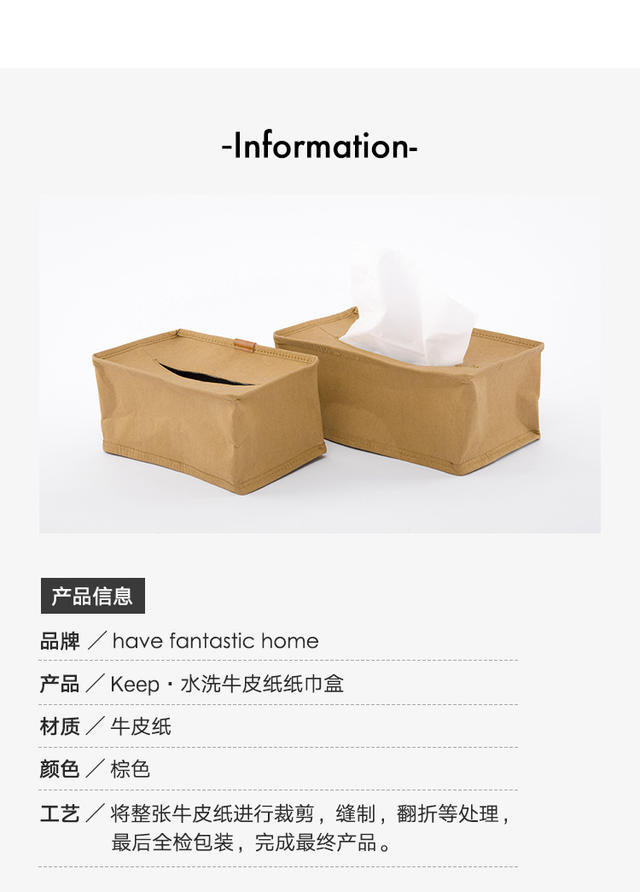 -Information-
产品信息
品牌 / have fantastic home
产品 / Keep·水洗牛皮纸纸巾盒
材质 / 牛皮纸
颜色 / 棕色
工艺 / 将整张牛皮纸进行裁剪，缝制，翻折等处理，
最后全检包装，完成最终产品。